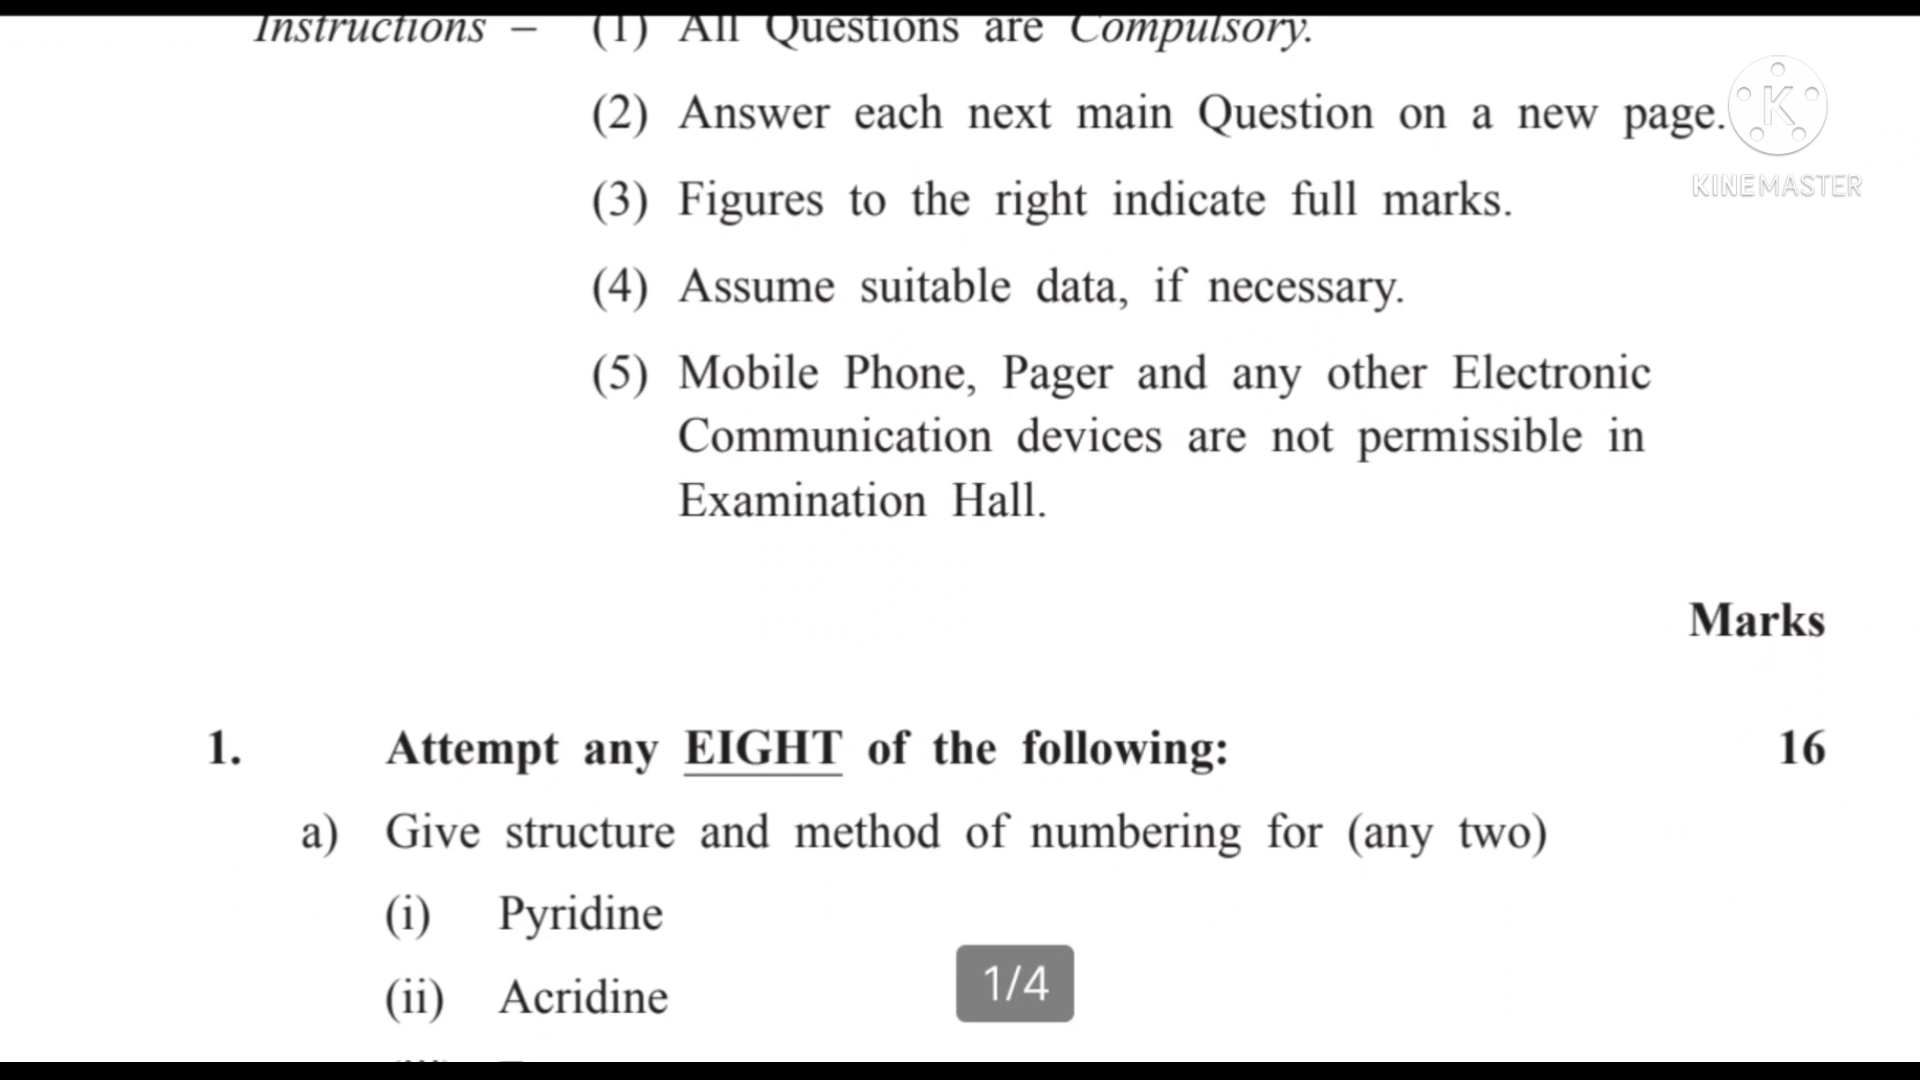 Instructions – (1) All Questions are Compulsory.
(2) Answer each next main Question on a new page.
K
KINEMASTER
(3) Figures to the right indicate full marks.
(4) Assume suitable data, if necessary.
(5) Mobile Phone, Pager and any other Electronic
Communication devices are not permissible in
Examination Hall.
Marks
1. Attempt any EIGHT of the following: 16
a) Give structure and method of numbering for (any two)
(i) Pyridine
(ii) Acridine
1/4